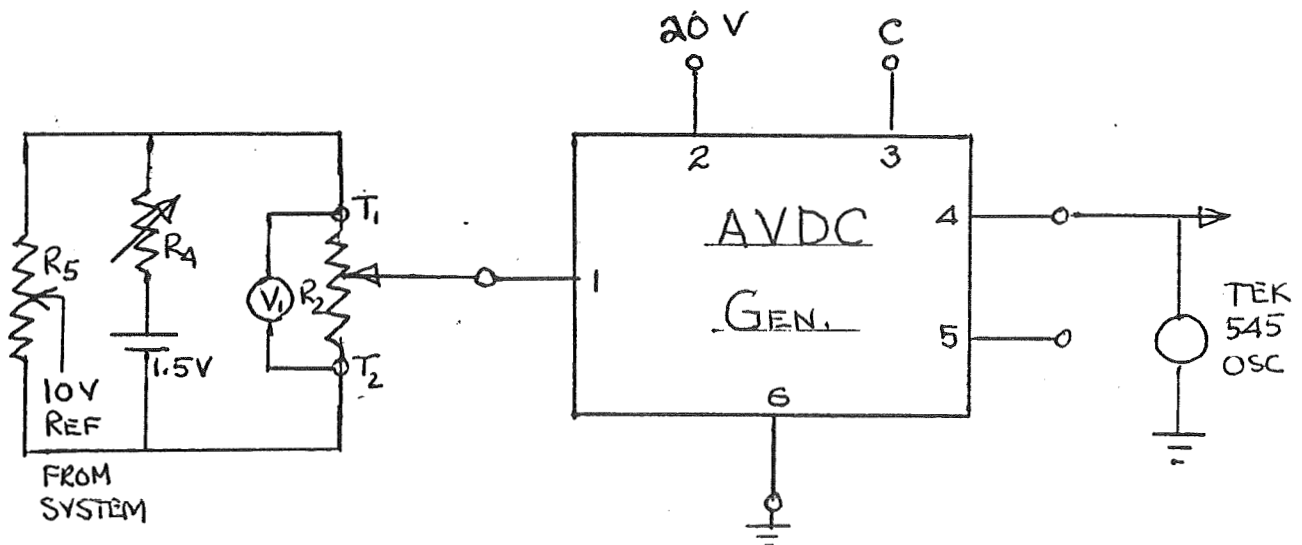 20 V
C
2
3
T1
R5
R4
V1
R2
1
AVDC
GEN.
4
5
TEK
545
OSC
1.5V
T2
10V
REF
FROM
SYSTEM
6